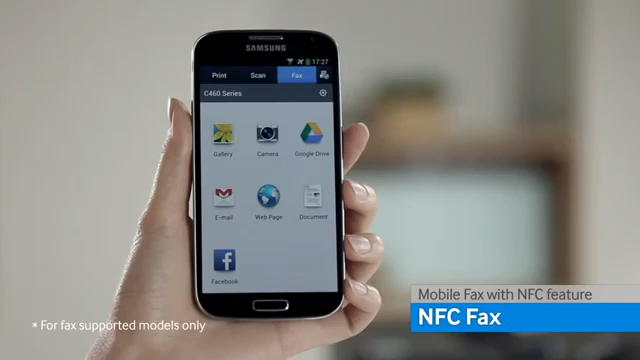 SAMSUNG
17:27
Print Scan Fax
C460 Series
Gallery Camera Google Drive
E-mail Web Page Document
Facebook
Mobile Fax with NFC feature
NFC Fax
* For fax supported models only